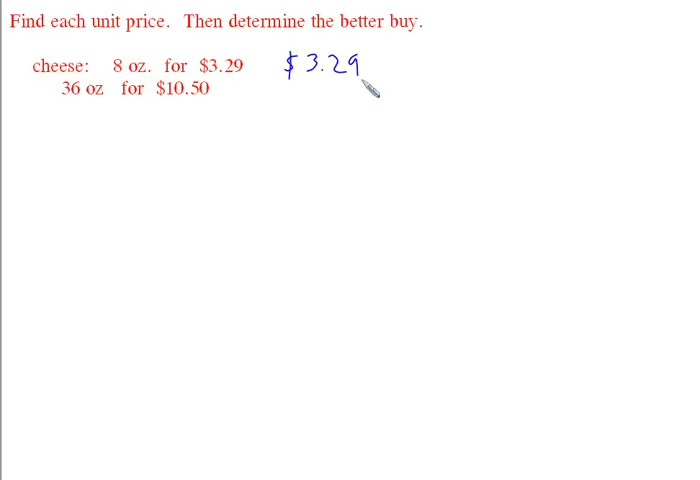 Find each unit price. Then determine the better buy.
cheese: 8 oz. for $3.29 $3.29
36 oz for $10.50